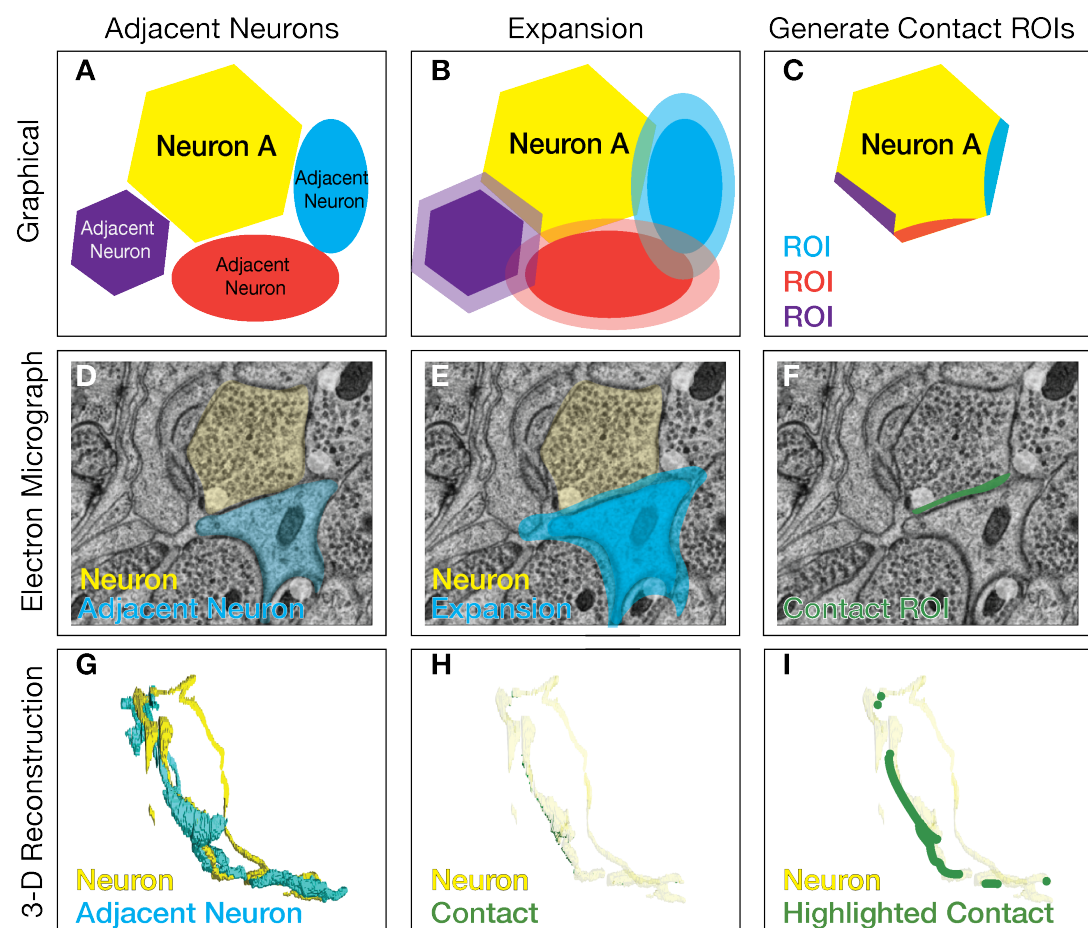 Adjacent Neurons
Expansion
Generate Contact ROIs
Graphical
A
Neuron A
Adjacent
Neuron
Adjacent
Neuron
Adjacent
Neuron
B
Neuron A
C
Neuron A
ROI
ROI
ROI
Electron Micrograph
D
Neuron
Adjacent Neuron
E
Neuron
Expansion
F
Contact ROI
3-D Reconstruction
G
Neuron
Adjacent Neuron
H
Neuron
Contact
I
Neuron
Highlighted Contact